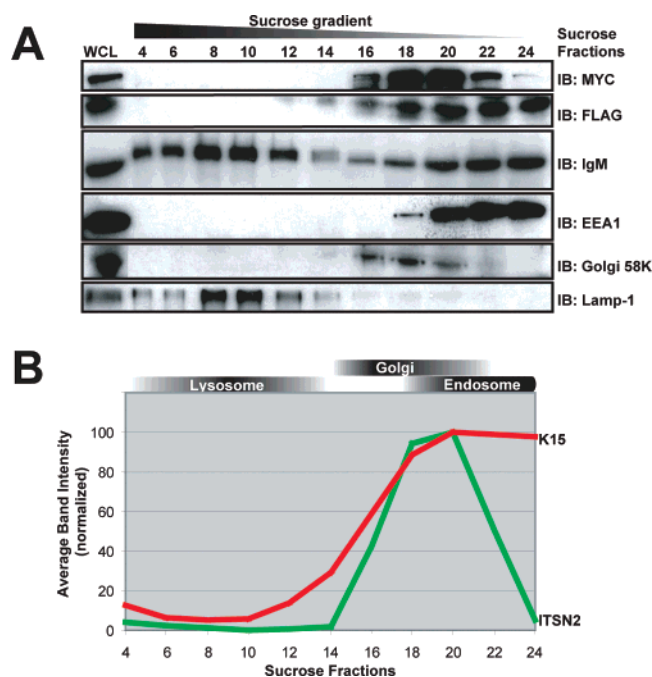 A
Sucrose gradient
WCL 4 6 8 10 12 14 16 18 20 22 24
Sucrose
Fractions
IB: MYC
IB: FLAG
IB: IgM
IB: EEA1
IB: Golgi 58K
IB: Lamp-1
B
Golgi
Lysosome
Endosome
Average Band Intensity
(normalized)
100
80
60
40
20
0
K15
ITSN2
4 6 8 10 12 14 16 18 20 22 24
Sucrose Fractions